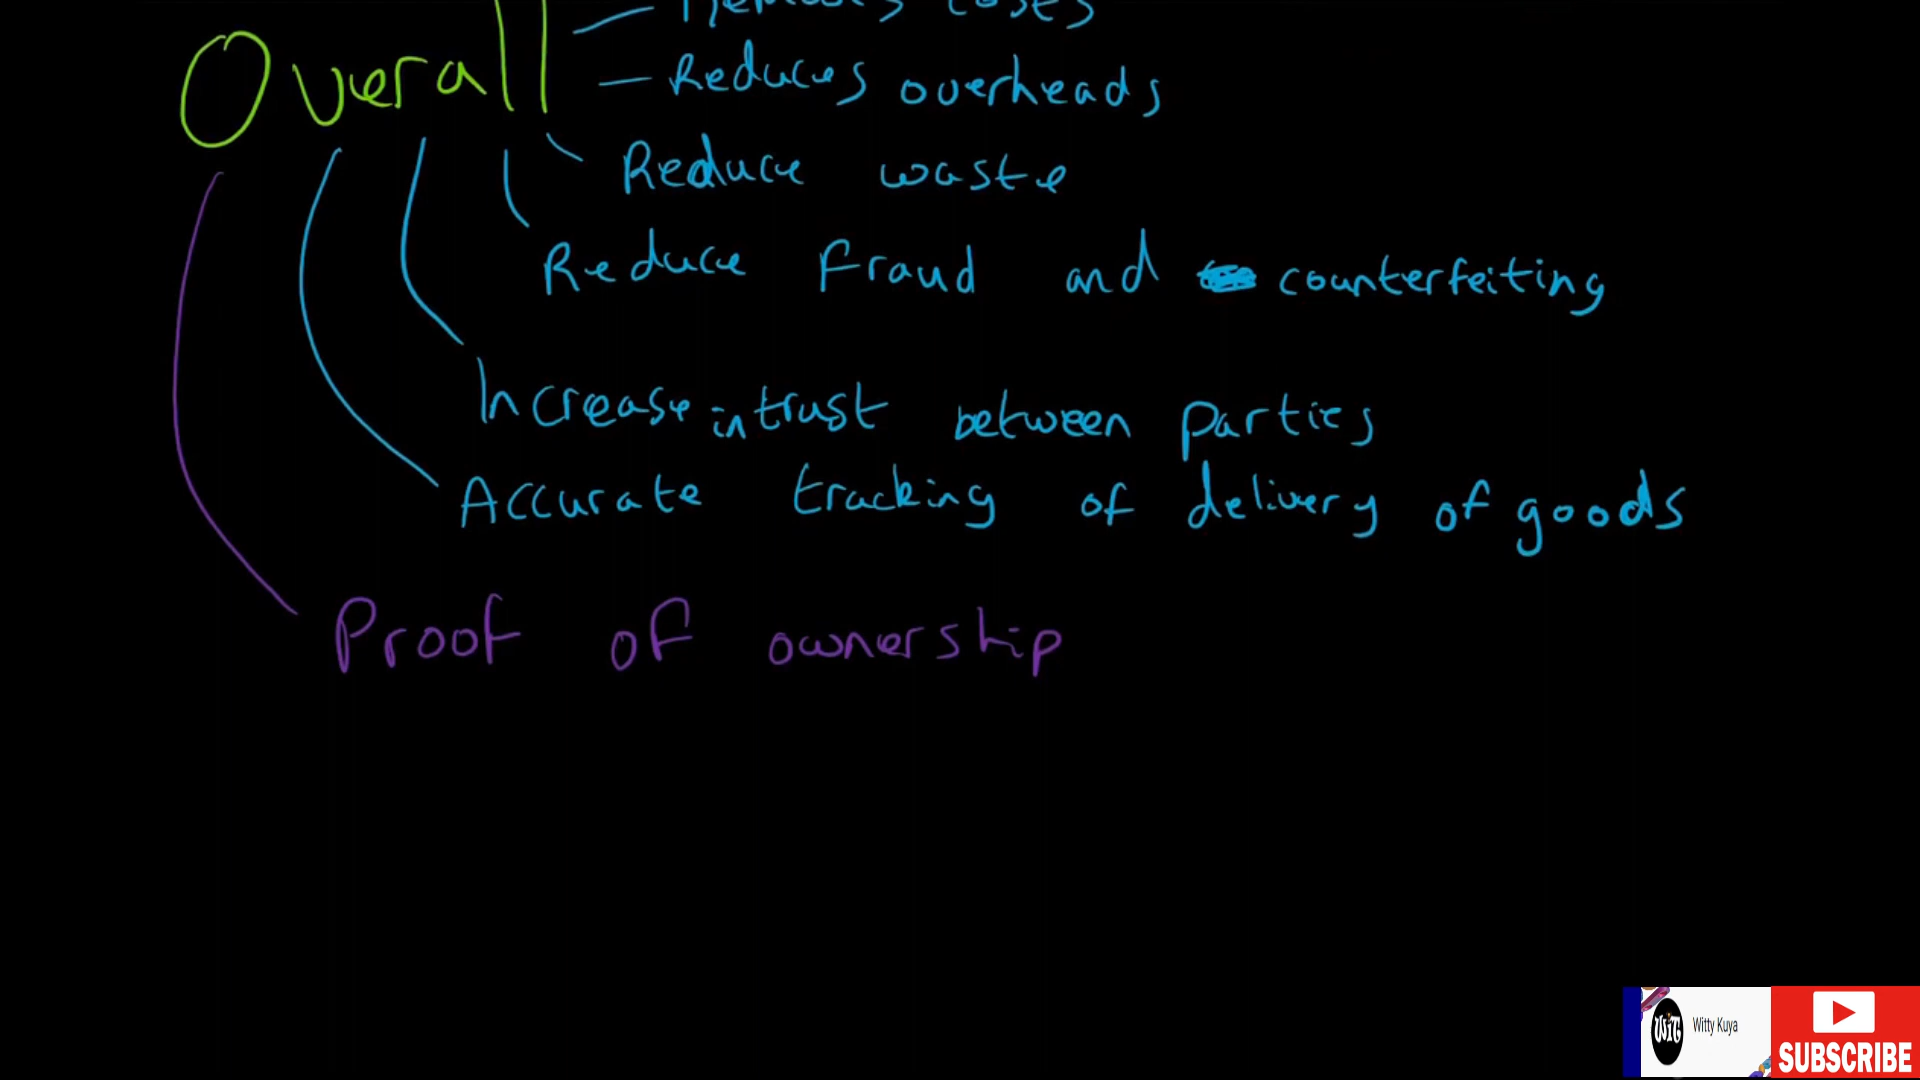 Overall
- Reduces overheads
Reduce waste
Reduce fraud and counterfeiting
Increase in trust between parties
Accurate tracking of delivery of goods
Proof of ownership
WiT
Witty Kuya
SUBSCRIBE